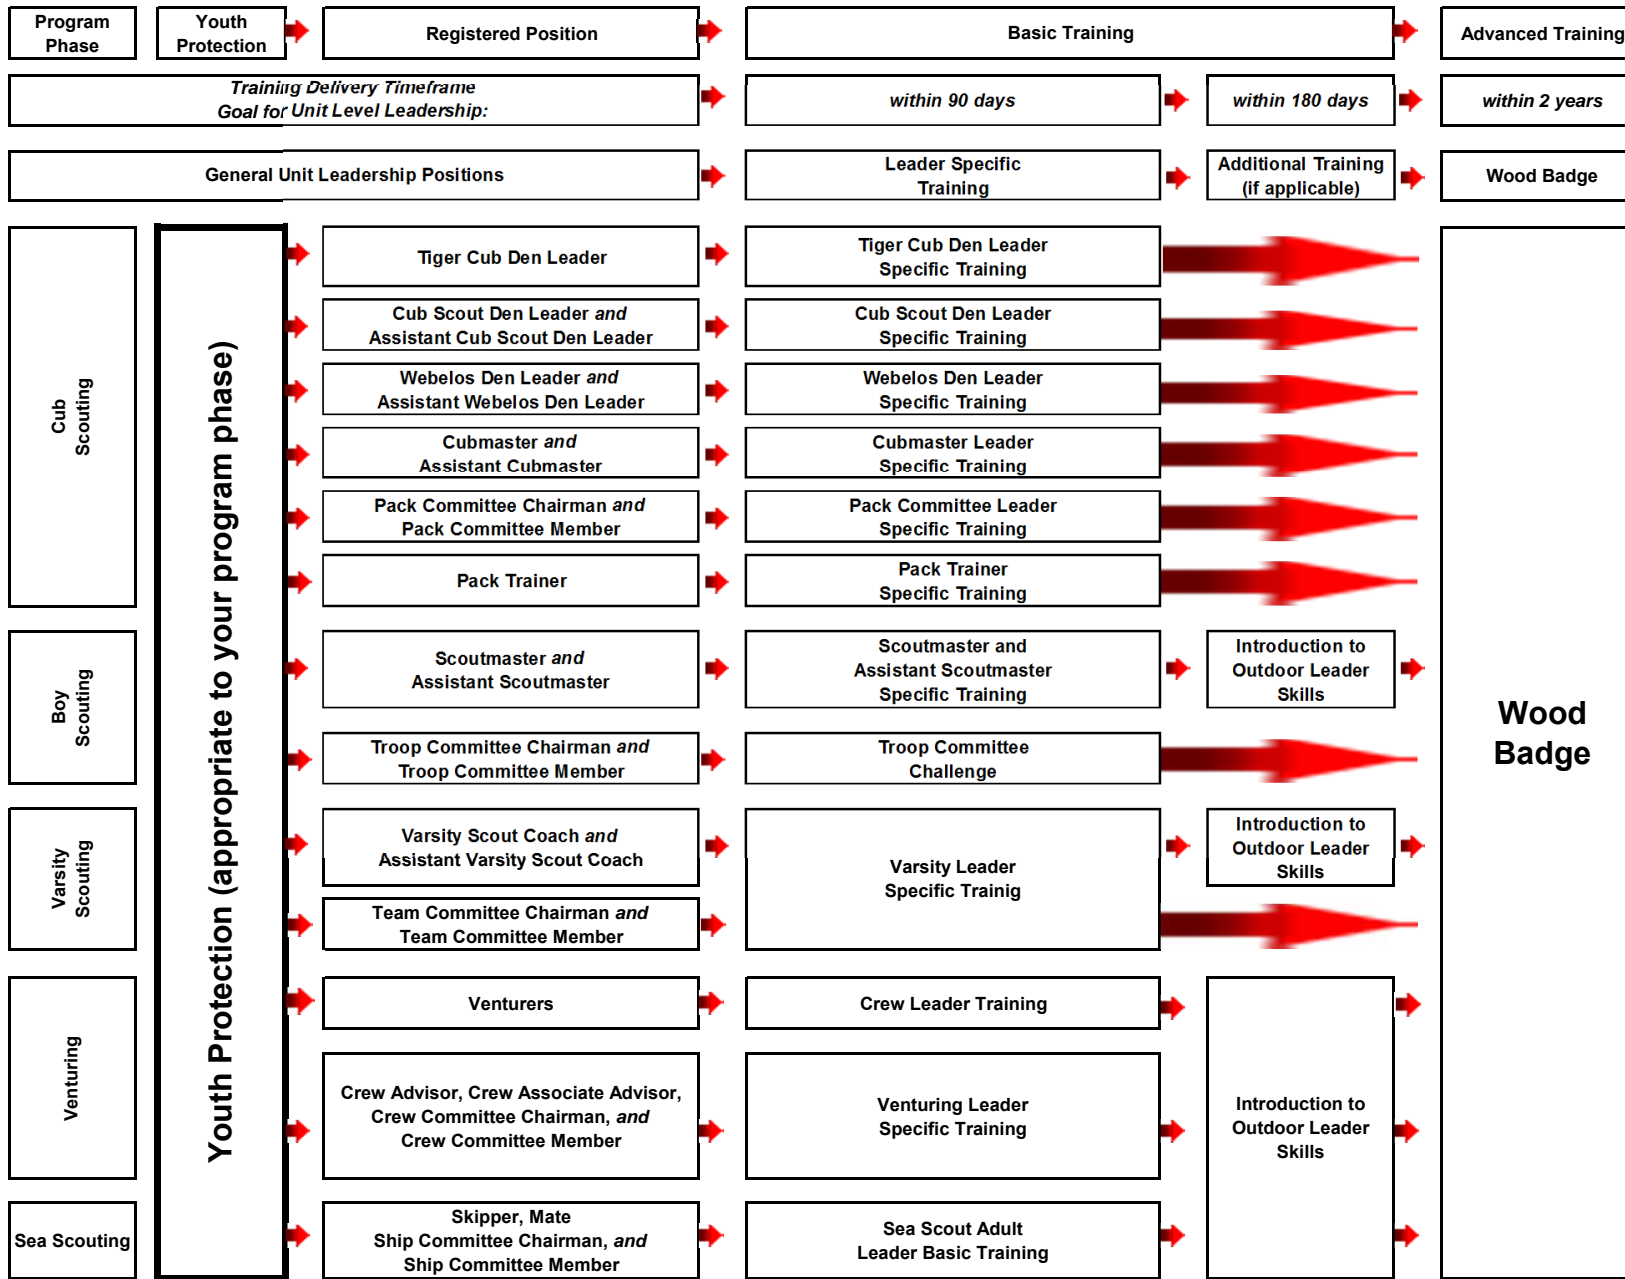 Program
Phase
Youth
Protection
Registered Position
Basic Training
Advanced Training
Training Delivery Timeframe
Goal for Unit Level Leadership:
within 90 days
within 180 days
within 2 years
General Unit Leadership Positions
Leader Specific
Training
Additional Training
(if applicable)
Wood Badge
Cub
Scouting
Youth Protection (appropriate to your program phase)
Tiger Cub Den Leader
Tiger Cub Den Leader
Specific Training
Cub Scout Den Leader and
Assistant Cub Scout Den Leader
Cub Scout Den Leader
Specific Training
Webelos Den Leader and
Assistant Webelos Den Leader
Webelos Den Leader
Specific Training
Cubmaster and
Assistant Cubmaster
Cubmaster Leader
Specific Training
Pack Committee Chairman and
Pack Committee Member
Pack Committee Leader
Specific Training
Pack Trainer
Pack Trainer
Specific Training
Boy
Scouting
Scoutmaster and
Assistant Scoutmaster
Scoutmaster and
Assistant Scoutmaster
Specific Training
Introduction to
Outdoor Leader
Skills
Wood
Badge
Troop Committee Chairman and
Troop Committee Member
Troop Committee
Challenge
Varsity
Scouting
Varsity Scout Coach and
Assistant Varsity Scout Coach
Varsity Leader
Specific Trainig
Introduction to
Outdoor Leader
Skills
Team Committee Chairman and
Team Committee Member
Venturing
Venturers
Crew Leader Training
Crew Advisor, Crew Associate Advisor,
Crew Committee Chairman, and
Crew Committee Member
Venturing Leader
Specific Training
Introduction to
Outdoor Leader
Skills
Sea Scouting
Skipper, Mate
Ship Committee Chairman, and
Ship Committee Member
Sea Scout Adult
Leader Basic Training